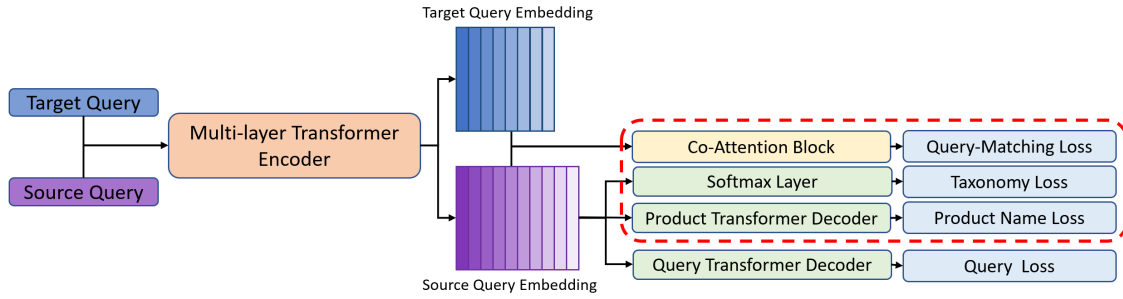 Target Query Embedding
Target Query
Source Query
Multi-layer Transformer
Encoder
Co-Attention Block
Query-Matching Loss
Softmax Layer
Taxonomy Loss
Product Transformer Decoder
Product Name Loss
Query Transformer Decoder
Query Loss
Source Query Embedding